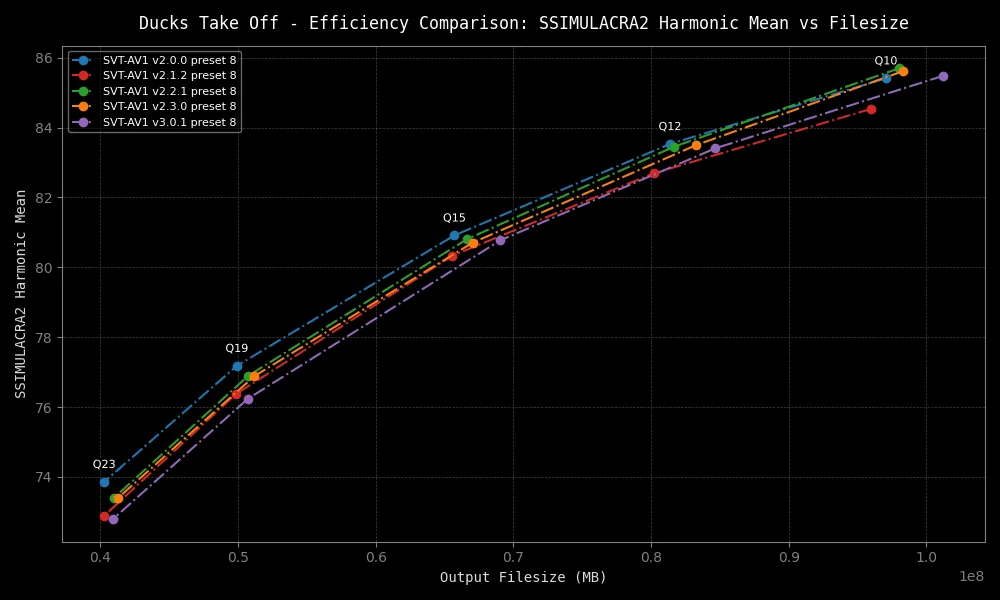 Ducks Take Off - Efficiency Comparison: SSIMULACRA2 Harmonic Mean vs Filesize
SVT-AV1 v2.0.0 preset 8
SVT-AV1 v2.1.2 preset 8
SVT-AV1 v2.2.1 preset 8
SVT-AV1 v2.3.0 preset 8
SVT-AV1 v3.0.1 preset 8
Q10
Q12
Q15
Q19
Q23
SSIMULACRA2 Harmonic Mean
86
84
82
80
78
76
74
0.4 0.5 0.6 0.7 0.8 0.9 1.0
1e8
Output Filesize (MB)